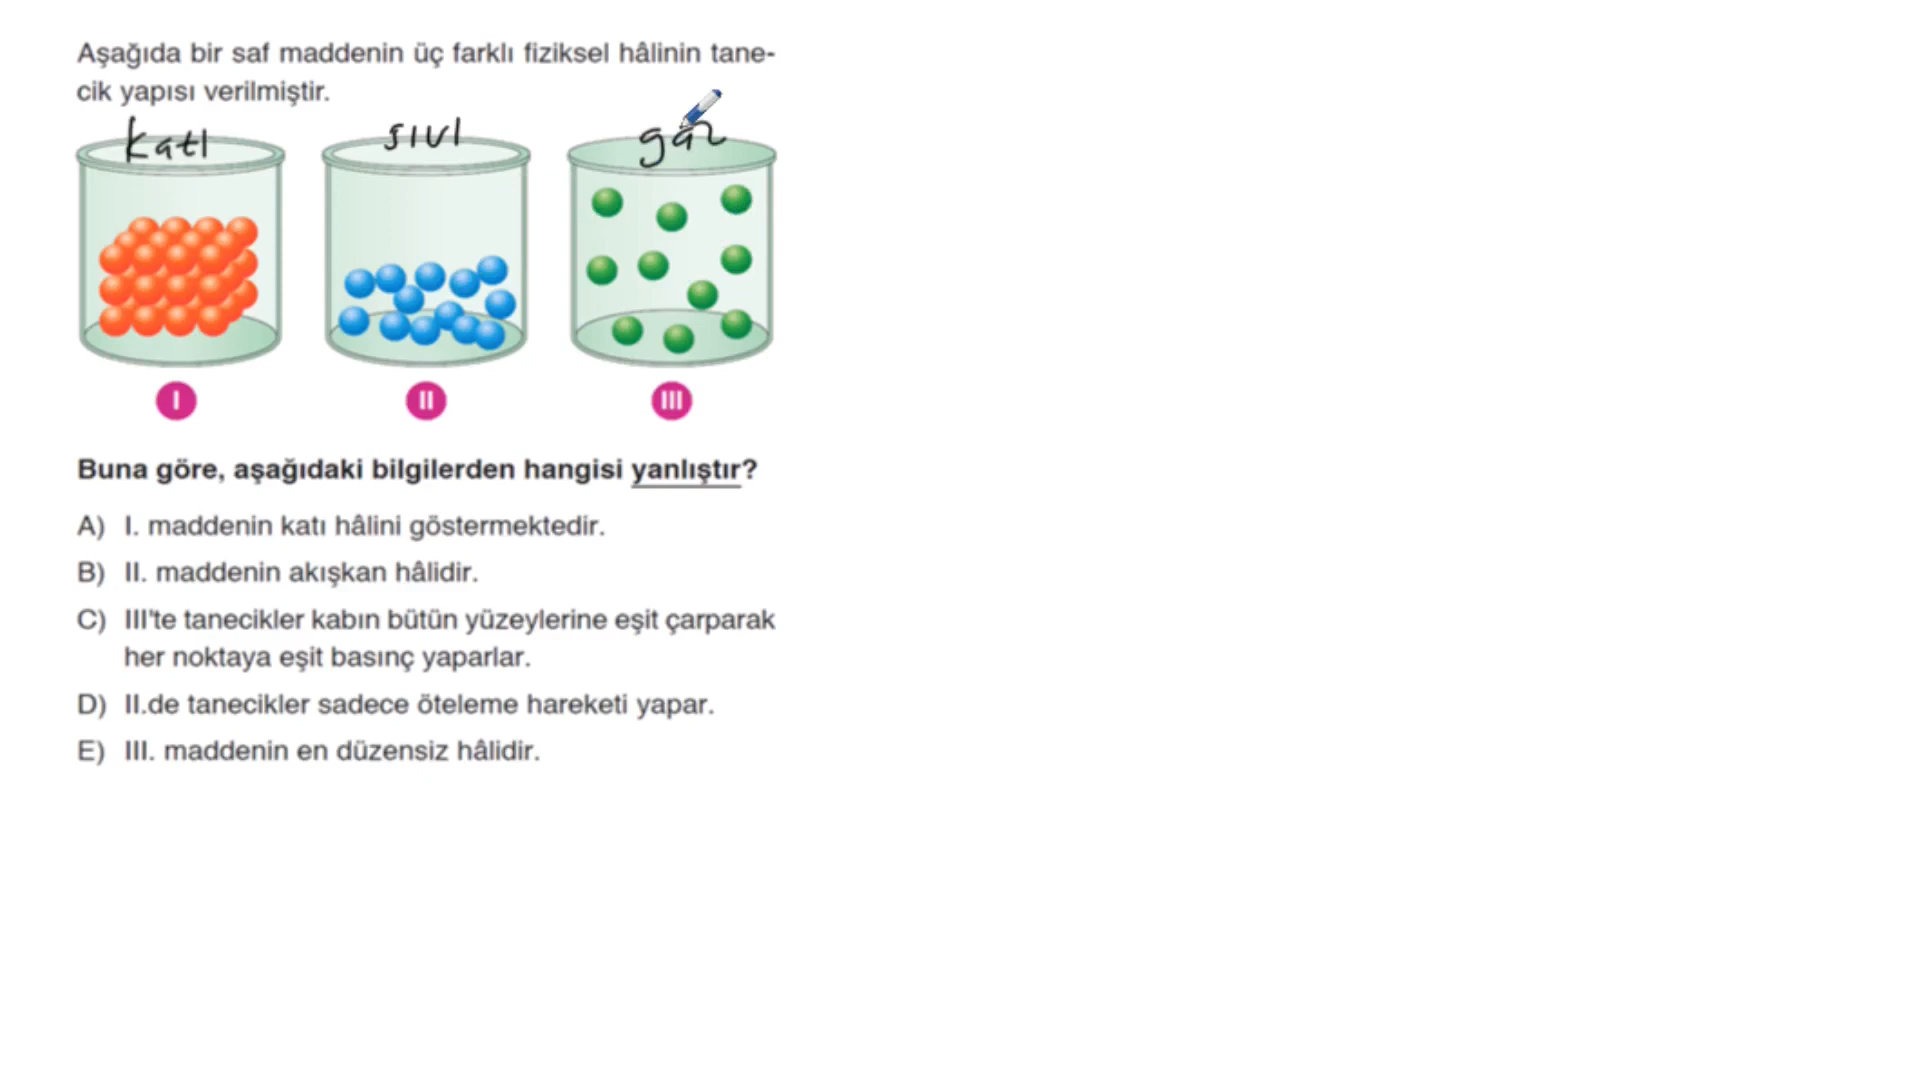 Aşağıda bir saf maddenin üç farklı fiziksel hâlinin tane-
cik yapısı verilmiştir.
katı
sıvı
gaz
I
II
III
Buna göre, aşağıdaki bilgilerden hangisi yanlıştır?
A) I. maddenin katı hâlini göstermektedir.
B) II. maddenin akışkan hâlidir.
C) III'te tanecikler kabın bütün yüzeylerine eşit çarparak
her noktaya eşit basınç yaparlar.
D) II.de tanecikler sadece öteleme hareketi yapar.
E) III. maddenin en düzensiz hâlidir.